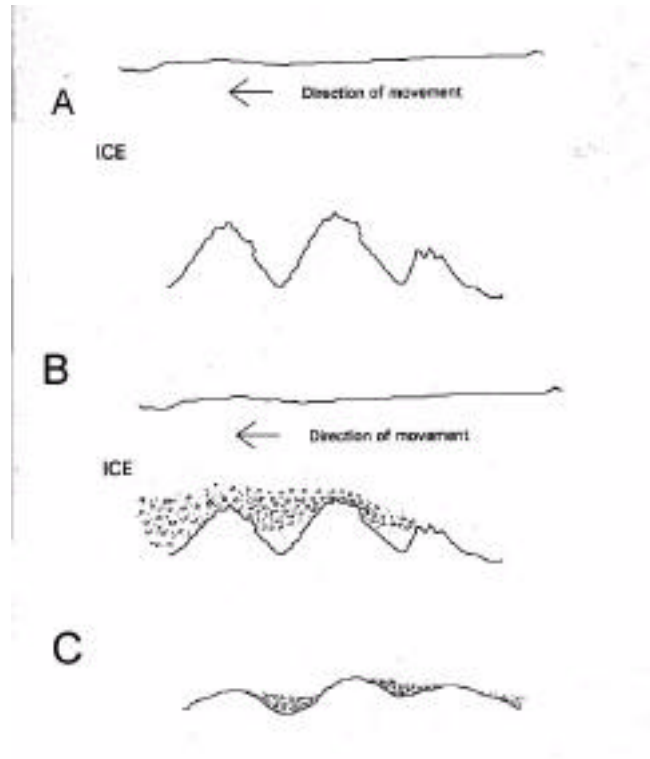 A
Direction of movement
ICE
B
Direction of movement
ICE
C